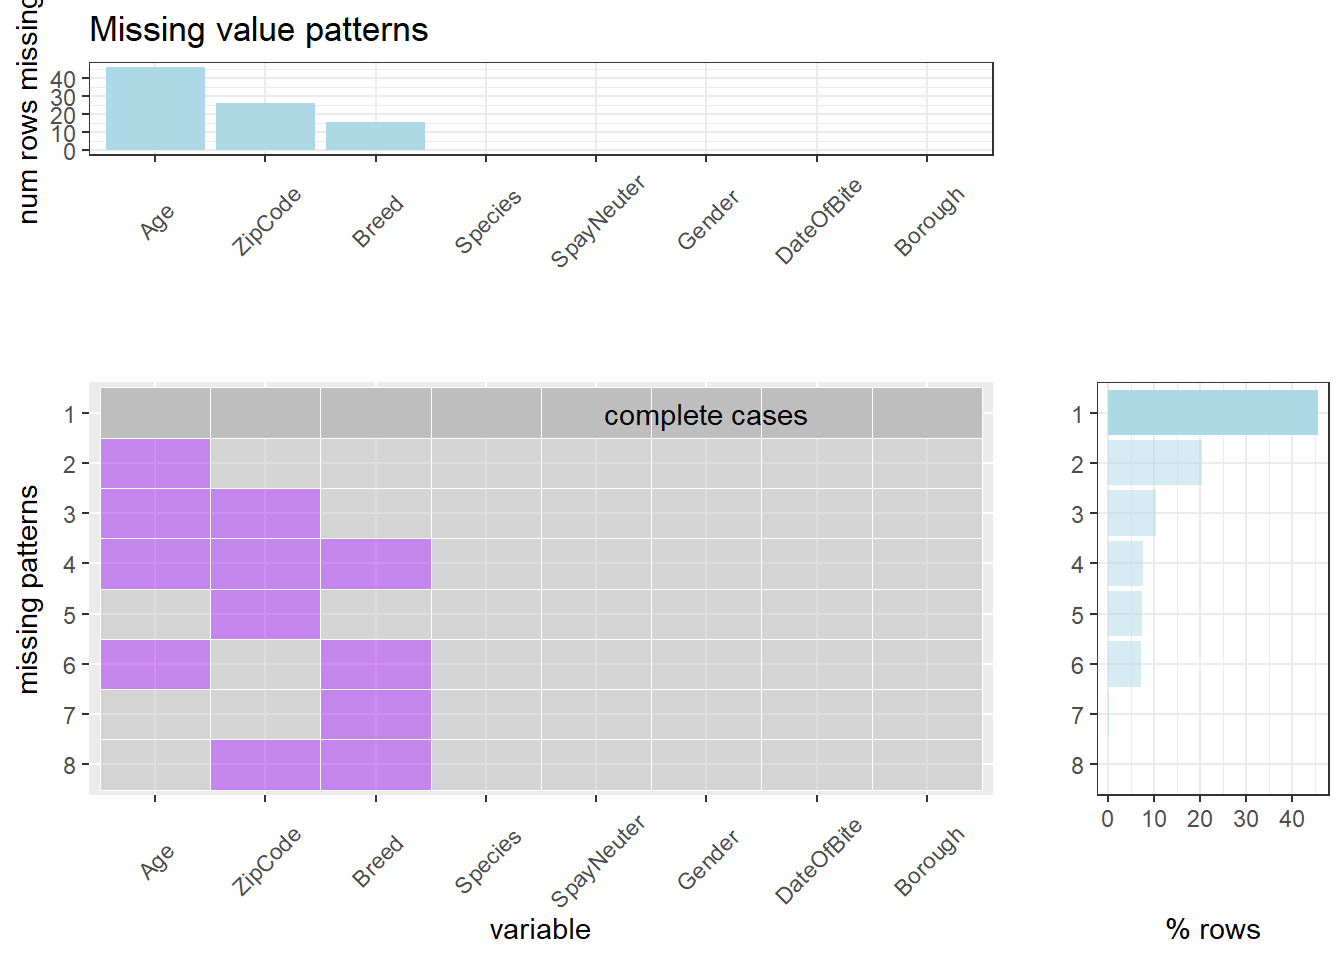 Missing value patterns
num rows missing
40
30
20
10
0
Age
ZipCode
Breed
Species
SpayNeuter
Gender
DateOfBite
Borough
missing patterns
complete cases
1
2
3
4
5
6
7
8
Age
ZipCode
Breed
Species
SpayNeuter
Gender
DateOfBite
Borough
variable
1
2
3
4
5
6
7
8
0 10 20 30 40
% rows